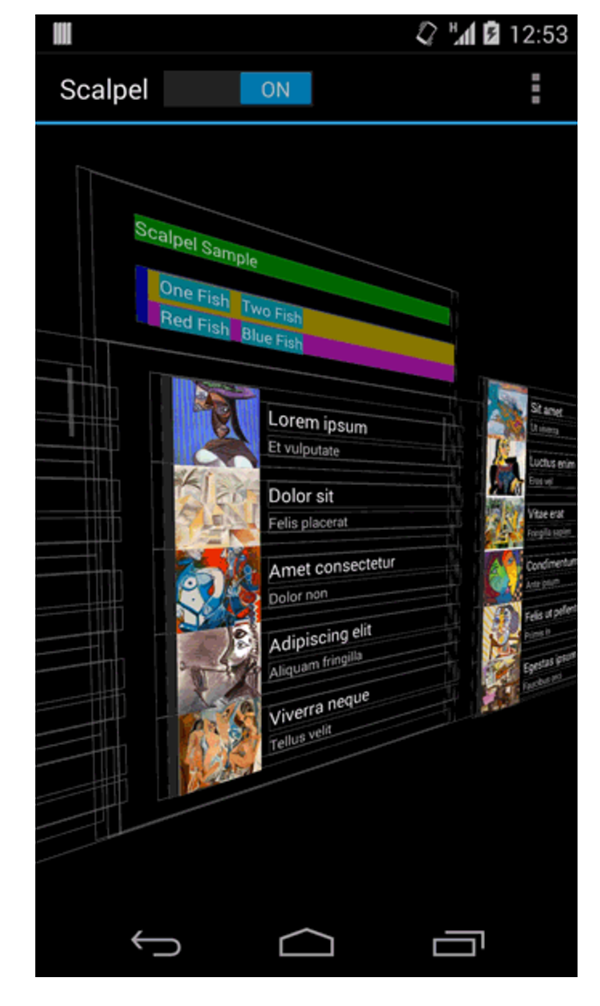 H 12:53
Scalpel ON
Scalpel Sample
One Fish Two Fish
Red Fish Blue Fish
Lorem ipsum
Et vulputate
Dolor sit
Felis placerat
Amet consectetur
Dolor non
Adipiscing elit
Aliquam fringilla
Viverra neque
Tellus velit
Sit amet
Ut viverra
Luctus enim
Eros vel
Vitae erat
Fringilla sapien
Condimentum
Ante ipsum
Felis ut pellent
Primis in
Egestas ipsum
Faucibus orci